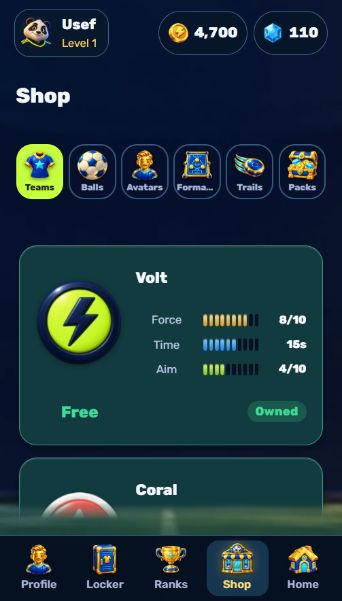 Usef
Level 1
4,700
110
Shop
Teams
Balls
Avatars
Forma...
Trails
Packs
Volt
Force 8/10
Time 15s
Aim 4/10
Free
Owned
Coral
Profile
Locker
Ranks
Shop
Home